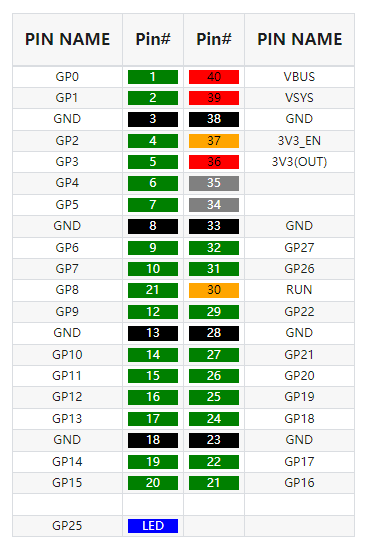 PIN NAME Pin# Pin# PIN NAME
GP0 1 40 VBUS
GP1 2 39 VSYS
GND 3 38 GND
GP2 4 37 3V3_EN
GP3 5 36 3V3(OUT)
GP4 6 35
GP5 7 34
GND 8 33 GND
GP6 9 32 GP27
GP7 10 31 GP26
GP8 21 30 RUN
GP9 12 29 GP22
GND 13 28 GND
GP10 14 27 GP21
GP11 15 26 GP20
GP12 16 25 GP19
GP13 17 24 GP18
GND 18 23 GND
GP14 19 22 GP17
GP15 20 21 GP16
GP25 LED